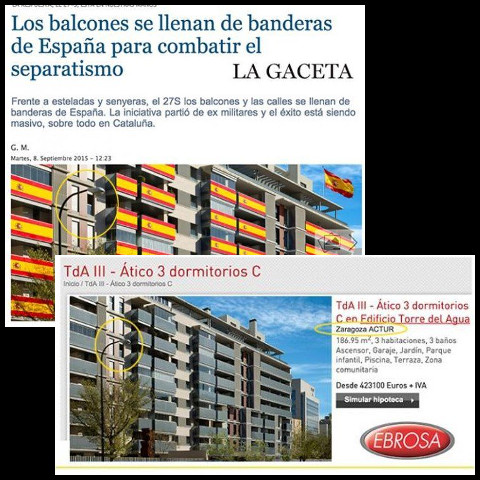 Los balcones se llenan de banderas
de España para combatir el
separatismo
LA GACETA
Frente a esteladas y senyeras, el 27S los balcones y las calles se llenan de
banderas de España. La iniciativa partió de ex militares y el éxito está siendo
masivo, sobre todo en Cataluña.
G. M.
Martes, 8. Septiembre 2015 - 12:23
TdA III - Ático 3 dormitorios C
Inicio / TdA III - Ático 3 dormitorios C
TdA III - Ático 3 dormitorios
C en Edificio Torre del Agua
Zaragoza ACTUR
186.95 m², 3 habitaciones, 3 baños
Ascensor, Garaje, Jardín, Parque
infantil, Piscina, Terraza, Zona
comunitaria
Desde 423100 Euros + IVA
Simular hipoteca
EBROSA